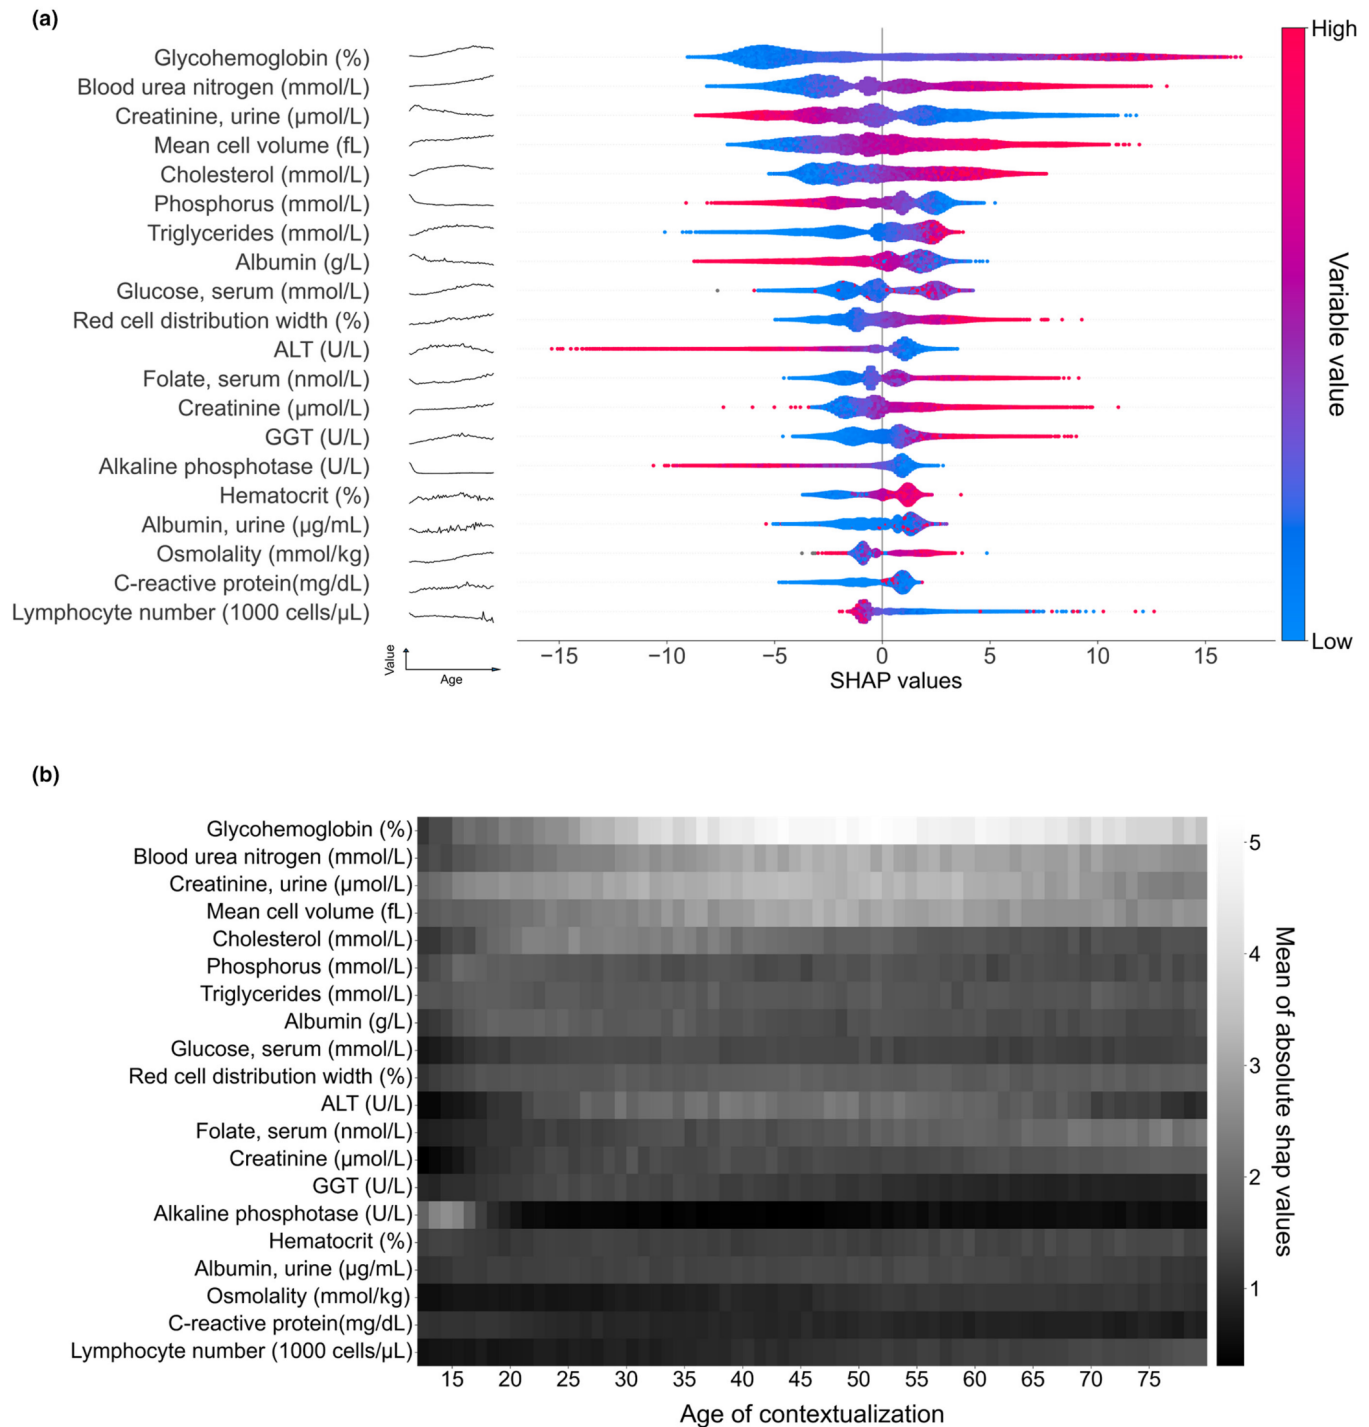 (a)
High
Glycohemoglobin (%)
Blood urea nitrogen (mmol/L)
Creatinine, urine (µmol/L)
Mean cell volume (fL)
Cholesterol (mmol/L)
Phosphorus (mmol/L)
Triglycerides (mmol/L)
Albumin (g/L)
Glucose, serum (mmol/L)
Red cell distribution width (%)
ALT (U/L)
Folate, serum (nmol/L)
Creatinine (µmol/L)
GGT (U/L)
Alkaline phosphotase (U/L)
Hematocrit (%)
Albumin, urine (µg/mL)
Osmolality (mmol/kg)
C-reactive protein(mg/dL)
Lymphocyte number (1000 cells/µL)
Variable value
Low
Value
Age
−15 −10 −5 0 5 10 15
SHAP values
(b)
Glycohemoglobin (%)
Blood urea nitrogen (mmol/L)
Creatinine, urine (µmol/L)
Mean cell volume (fL)
Cholesterol (mmol/L)
Phosphorus (mmol/L)
Triglycerides (mmol/L)
Albumin (g/L)
Glucose, serum (mmol/L)
Red cell distribution width (%)
ALT (U/L)
Folate, serum (nmol/L)
Creatinine (µmol/L)
GGT (U/L)
Alkaline phosphotase (U/L)
Hematocrit (%)
Albumin, urine (µg/mL)
Osmolality (mmol/kg)
C-reactive protein(mg/dL)
Lymphocyte number (1000 cells/µL)
15 20 25 30 35 40 45 50 55 60 65 70 75
Age of contextualization
5
4
3
2
1
Mean of absolute shap values